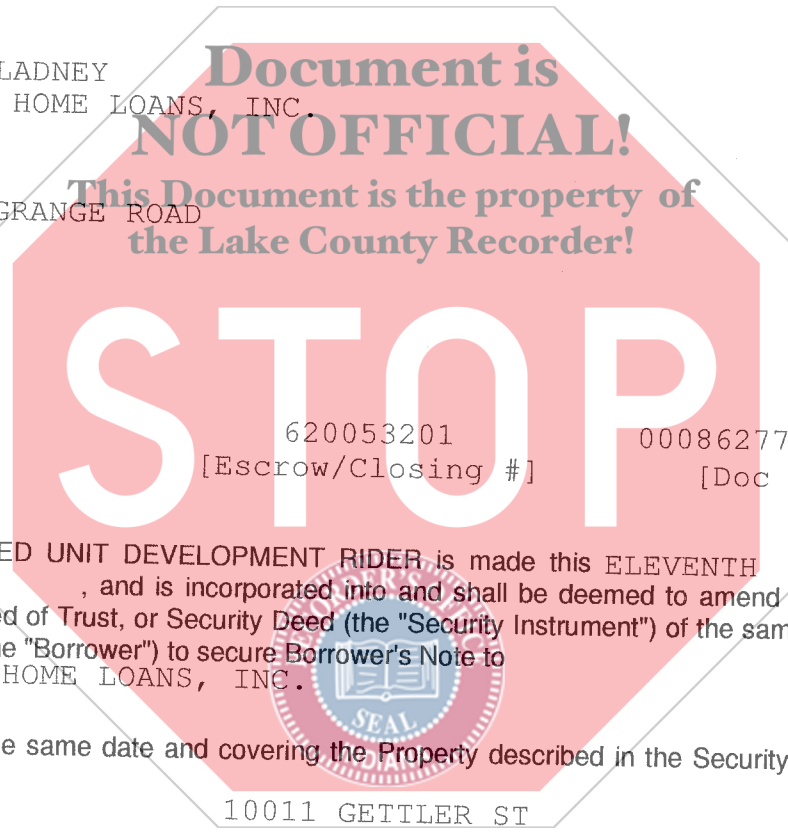 LADNEY
Document is
HOME LOANS, INC.
NOT OFFICIAL!
This Document is the property of
GRANGE ROAD
the Lake County Recorder!
STOP
620053201 00086277
[Escrow/Closing #] [Doc
ED UNIT DEVELOPMENT RIDER is made this ELEVENTH
, and is incorporated into and shall be deemed to amend
ed of Trust, or Security Deed (the "Security Instrument") of the sam
e "Borrower") to secure Borrower's Note to
HOME LOANS, INC.
RECORDER'S OFFICE
SEAL
INDIANA
e same date and covering the Property described in the Security
10011 GETTLER ST